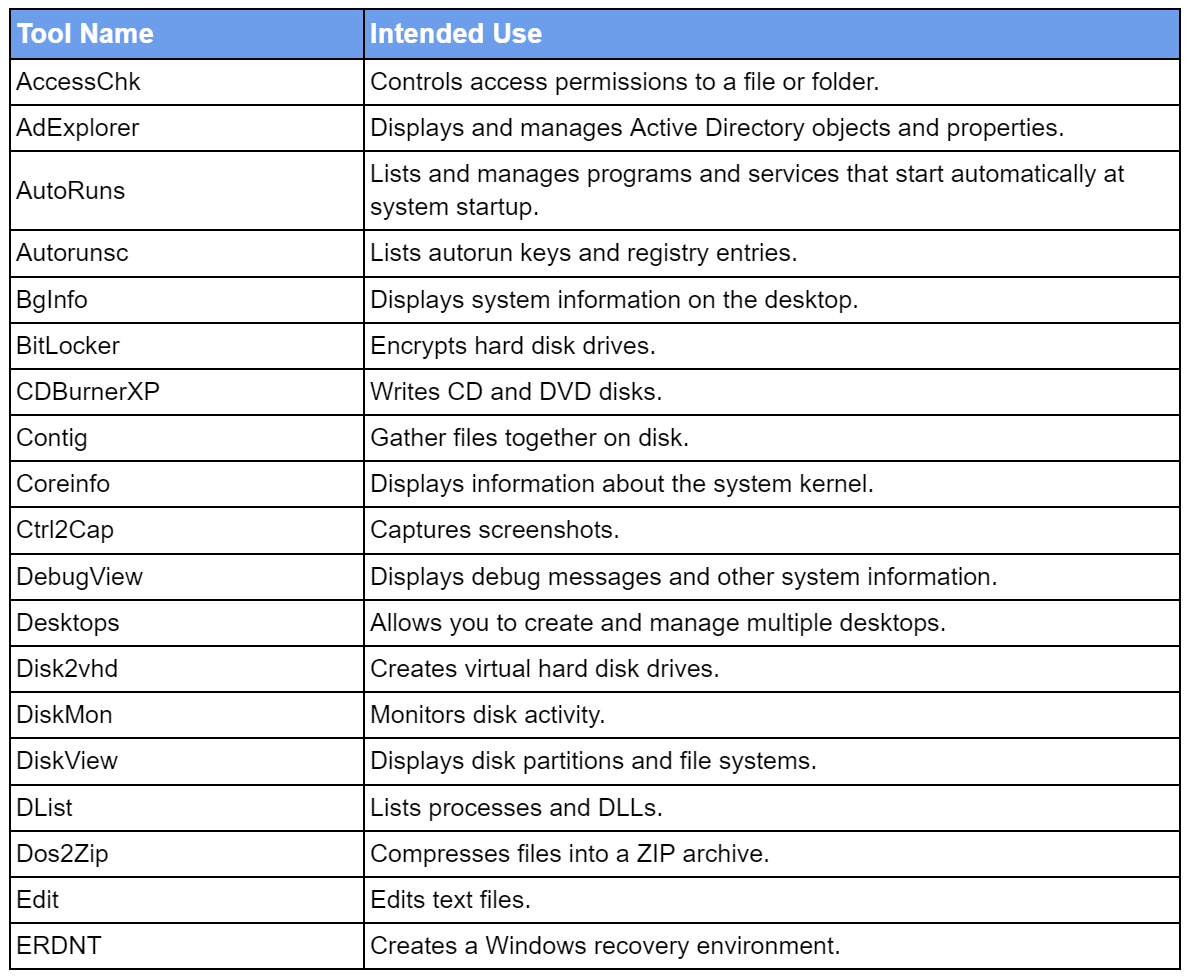 Tool Name Intended Use
AccessChk Controls access permissions to a file or folder.
AdExplorer Displays and manages Active Directory objects and properties.
AutoRuns Lists and manages programs and services that start automatically at
system startup.
Autorunsc Lists autorun keys and registry entries.
BgInfo Displays system information on the desktop.
BitLocker Encrypts hard disk drives.
CDBurnerXP Writes CD and DVD disks.
Contig Gather files together on disk.
Coreinfo Displays information about the system kernel.
Ctrl2Cap Captures screenshots.
DebugView Displays debug messages and other system information.
Desktops Allows you to create and manage multiple desktops.
Disk2vhd Creates virtual hard disk drives.
DiskMon Monitors disk activity.
DiskView Displays disk partitions and file systems.
DList Lists processes and DLLs.
Dos2Zip Compresses files into a ZIP archive.
Edit Edits text files.
ERDNT Creates a Windows recovery environment.